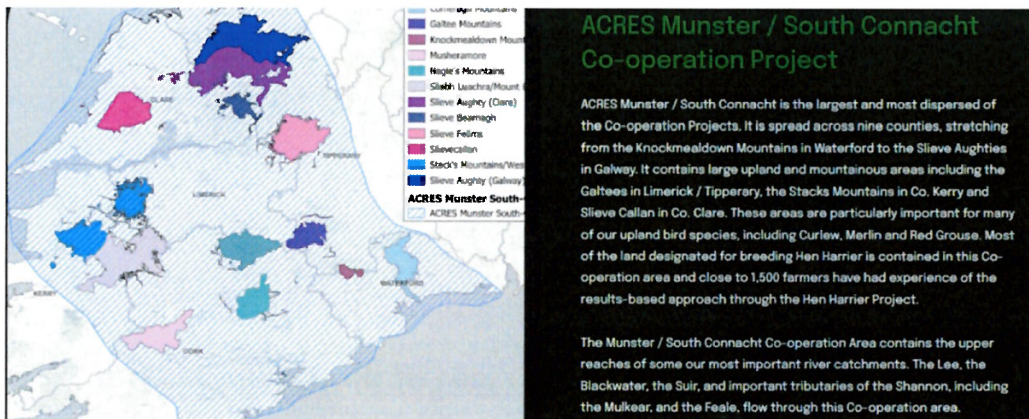 Galtee Mountains
Knockmealdown Mount
Musheramore
Nagle's Mountains
Sliabh Luachra/Mount
Slieve Aughty (Clare)
Slieve Bearnagh
Slieve Felims
Slievecallan
Stack's Mountains/Wes
Slieve Aughty (Galway)
ACRES Munster South-
ACRES Munster South-
CLARE
TIPPERARY
LIMERICK
KERRY
CORK
WATERFORD
ACRES Munster / South Connacht
Co-operation Project
ACRES Munster / South Connacht is the largest and most dispersed of
the Co-operation Projects. It is spread across nine counties, stretching
from the Knockmealdown Mountains in Waterford to the Slieve Aughties
in Galway. It contains large upland and mountainous areas including the
Galtees in Limerick / Tipperary, the Stacks Mountains in Co. Kerry and
Slieve Callan in Co. Clare. These areas are particularly important for many
of our upland bird species, including Curlew, Merlin and Red Grouse. Most
of the land designated for breeding Hen Harrier is contained in this Co-
operation area and close to 1,500 farmers have had experience of the
results-based approach through the Hen Harrier Project.
The Munster / South Connacht Co-operation Area contains the upper
reaches of some our most important river catchments. The Lee, the
Blackwater, the Suir, and important tributaries of the Shannon, including
the Mulkear, and the Feale, flow through this Co-operation area.